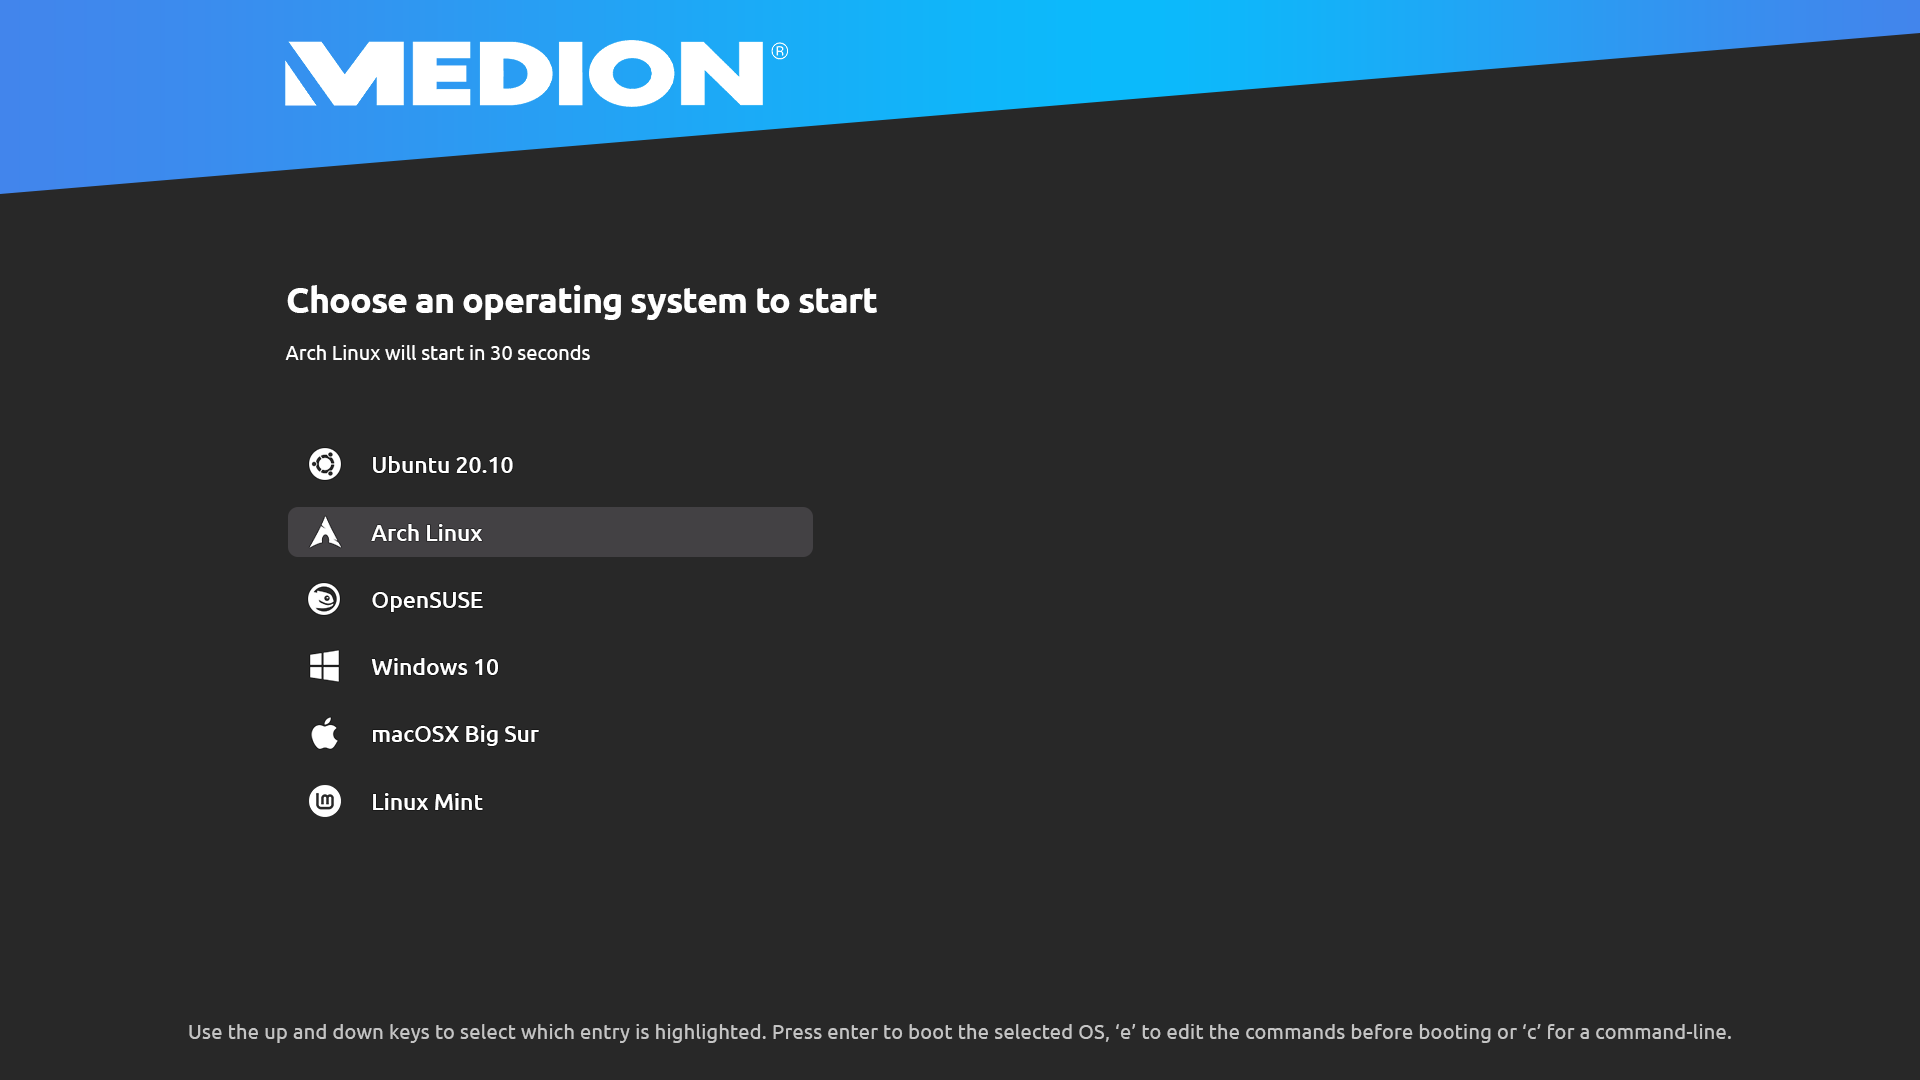 MEDION®
Choose an operating system to start
Arch Linux will start in 30 seconds
Ubuntu 20.10
Arch Linux
OpenSUSE
Windows 10
macOSX Big Sur
Linux Mint
Use the up and down keys to select which entry is highlighted. Press enter to boot the selected OS, ‘e’ to edit the commands before booting or ‘c’ for a command-line.